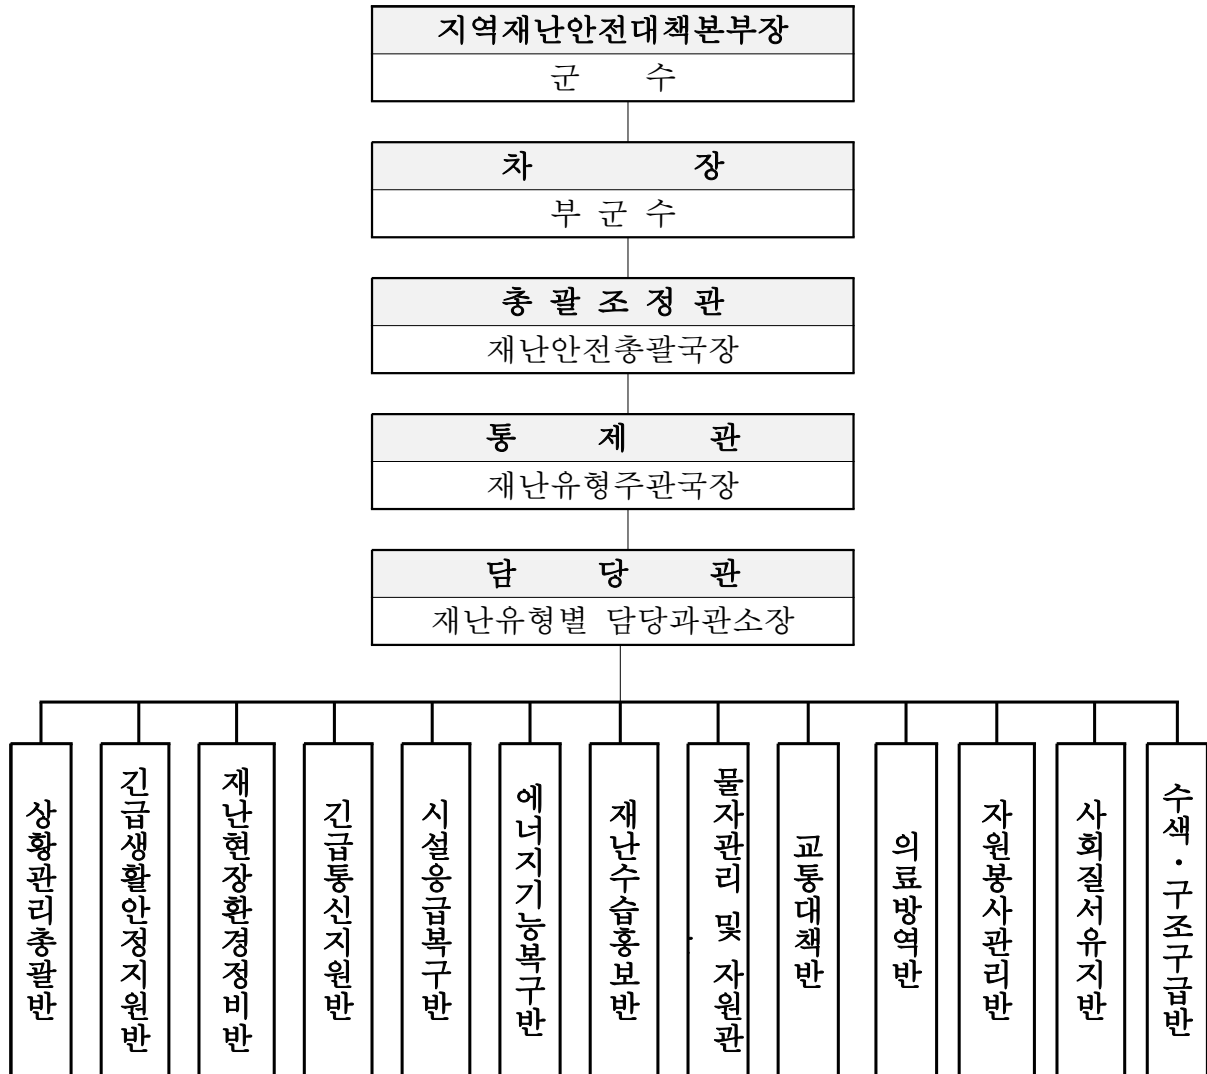 지역재난안전대책본부장
군 수
차 장
부 군 수
총 괄 조 정 관
재난안전총괄국장
통 제 관
재난유형주관국장
담 당 관
재난유형별 담당과관소장
상황관리총괄반
긴급생활안정지원반
재난현장환경정비반
긴급통신지원반
시설응급복구반
에너지기능복구반
재난수습홍보반
물자관리 및 자원관
교통대책반
의료방역반
자원봉사관리반
사회질서유지반
수색·구조구급반